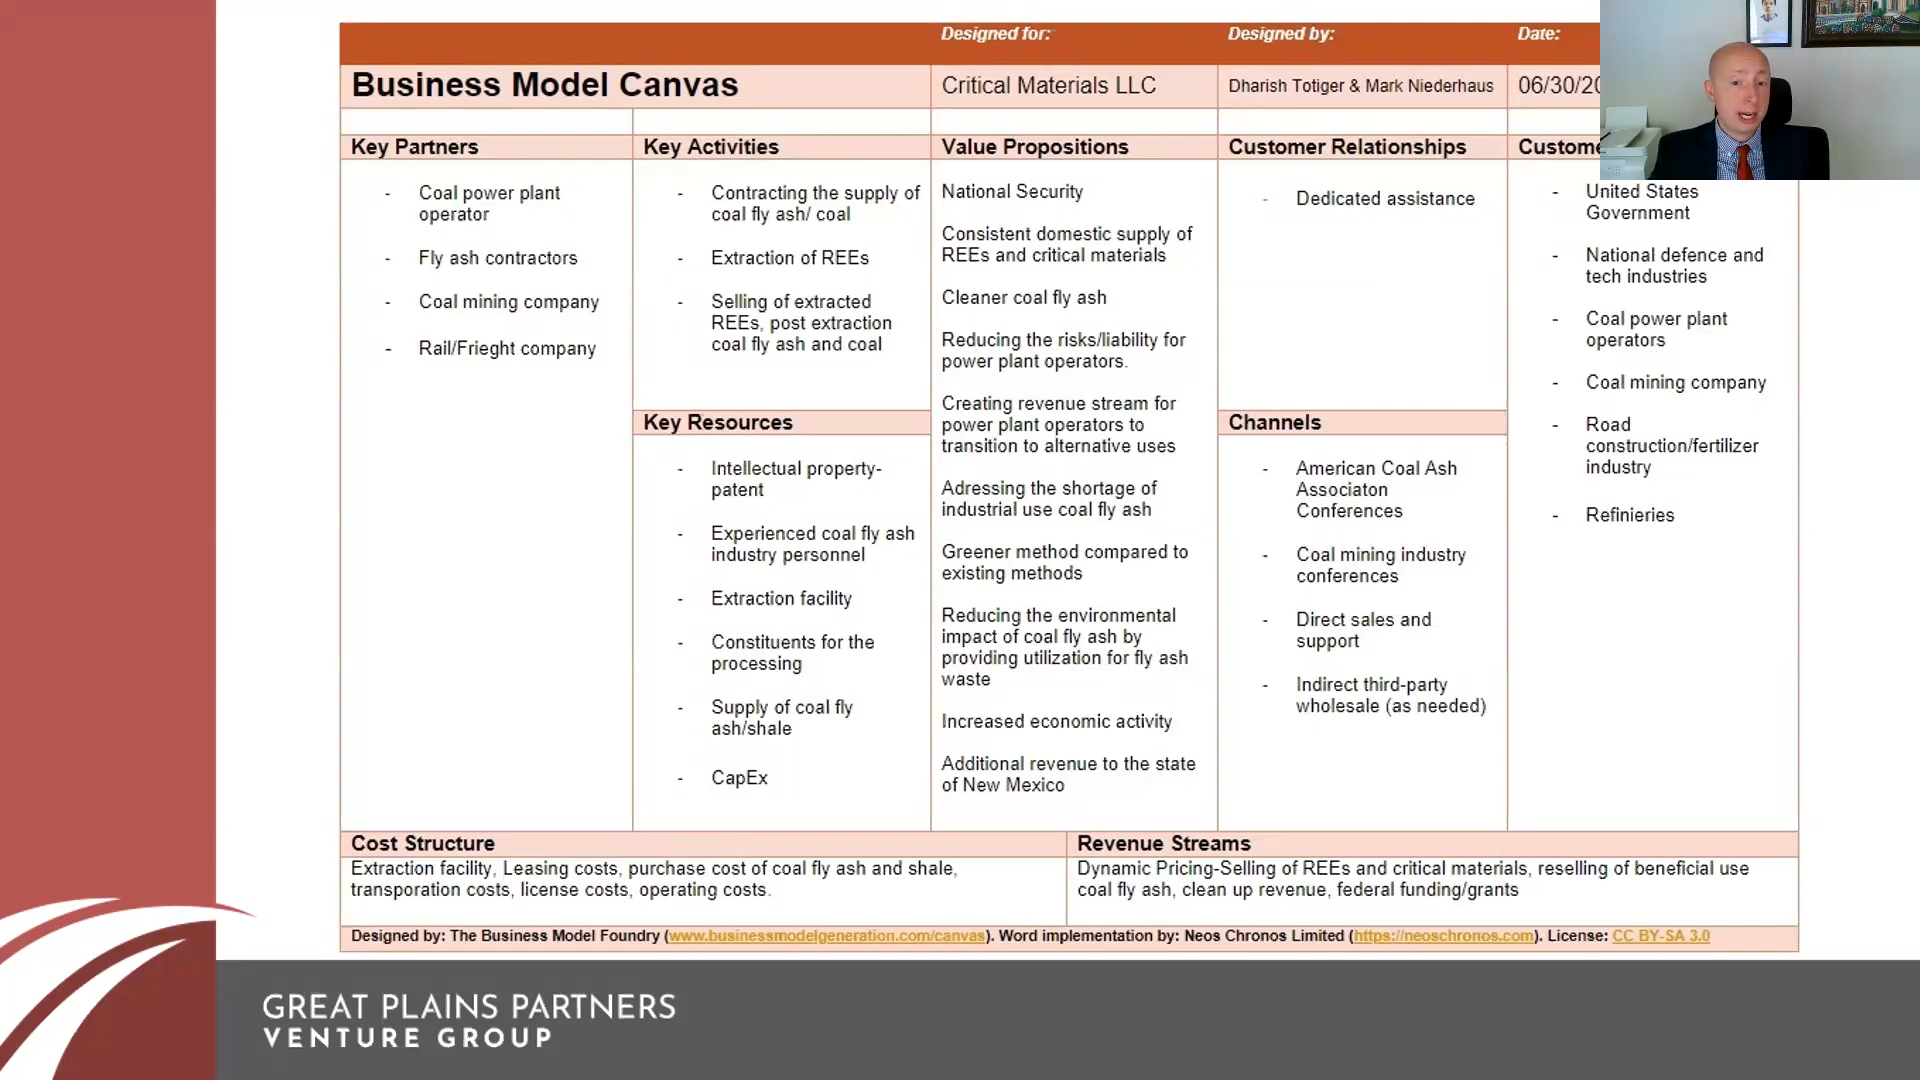 Designed for:
Designed by:
Date:
Business Model Canvas
Critical Materials LLC
Dharish Totiger & Mark Niederhaus
06/30/20
Key Partners
- Coal power plant
operator
- Fly ash contractors
- Coal mining company
- Rail/Frieght company
Key Activities
- Contracting the supply of
coal fly ash/ coal
- Extraction of REEs
- Selling of extracted
REEs, post extraction
coal fly ash and coal
Key Resources
- Intellectual property-
patent
- Experienced coal fly ash
industry personnel
- Extraction facility
- Constituents for the
processing
- Supply of coal fly
ash/shale
- CapEx
Value Propositions
National Security
Consistent domestic supply of
REEs and critical materials
Cleaner coal fly ash
Reducing the risks/liability for
power plant operators.
Creating revenue stream for
power plant operators to
transition to alternative uses
Adressing the shortage of
industrial use coal fly ash
Greener method compared to
existing methods
Reducing the environmental
impact of coal fly ash by
providing utilization for fly ash
waste
Increased economic activity
Additional revenue to the state
of New Mexico
Customer Relationships
- Dedicated assistance
Channels
- American Coal Ash
Associaton
Conferences
- Coal mining industry
conferences
- Direct sales and
support
- Indirect third-party
wholesale (as needed)
Custome
- United States
Government
- National defence and
tech industries
- Coal power plant
operators
- Coal mining company
- Road
construction/fertilizer
industry
- Refinieries
Cost Structure
Extraction facility, Leasing costs, purchase cost of coal fly ash and shale,
transporation costs, license costs, operating costs.
Revenue Streams
Dynamic Pricing-Selling of REEs and critical materials, reselling of beneficial use
coal fly ash, clean up revenue, federal funding/grants
Designed by: The Business Model Foundry (www.businessmodelgeneration.com/canvas). Word implementation by: Neos Chronos Limited (https://neoschronos.com). License: CC BY-SA 3.0
GREAT PLAINS PARTNERS
VENTURE GROUP